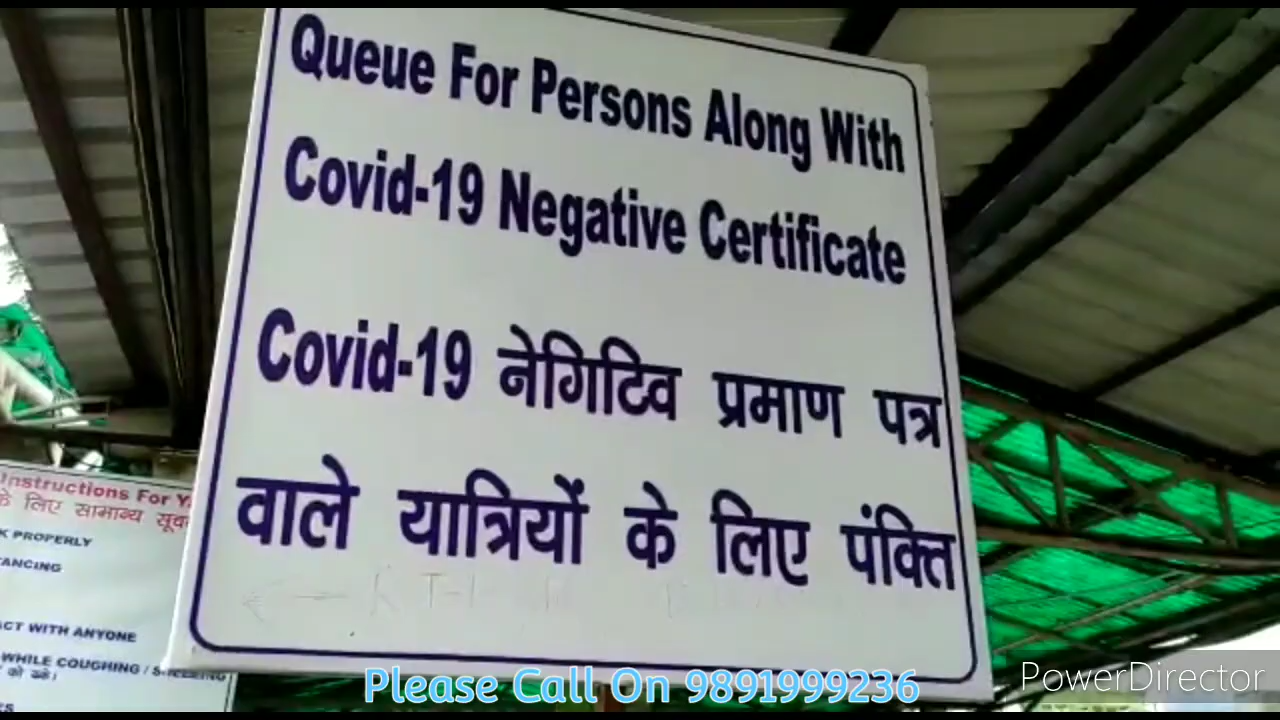 Queue For Persons Along With
Covid-19 Negative Certificate
Covid-19 नेगिटिव प्रमाण पत्र
वाले यात्रियों के लिए पंक्ति
Instructions For
के लिए सामान्य
K PROPERLY
TANCING
ACT WITH ANYONE
WHILE COUGHING /
Please Call On 9891999236
PowerDirector